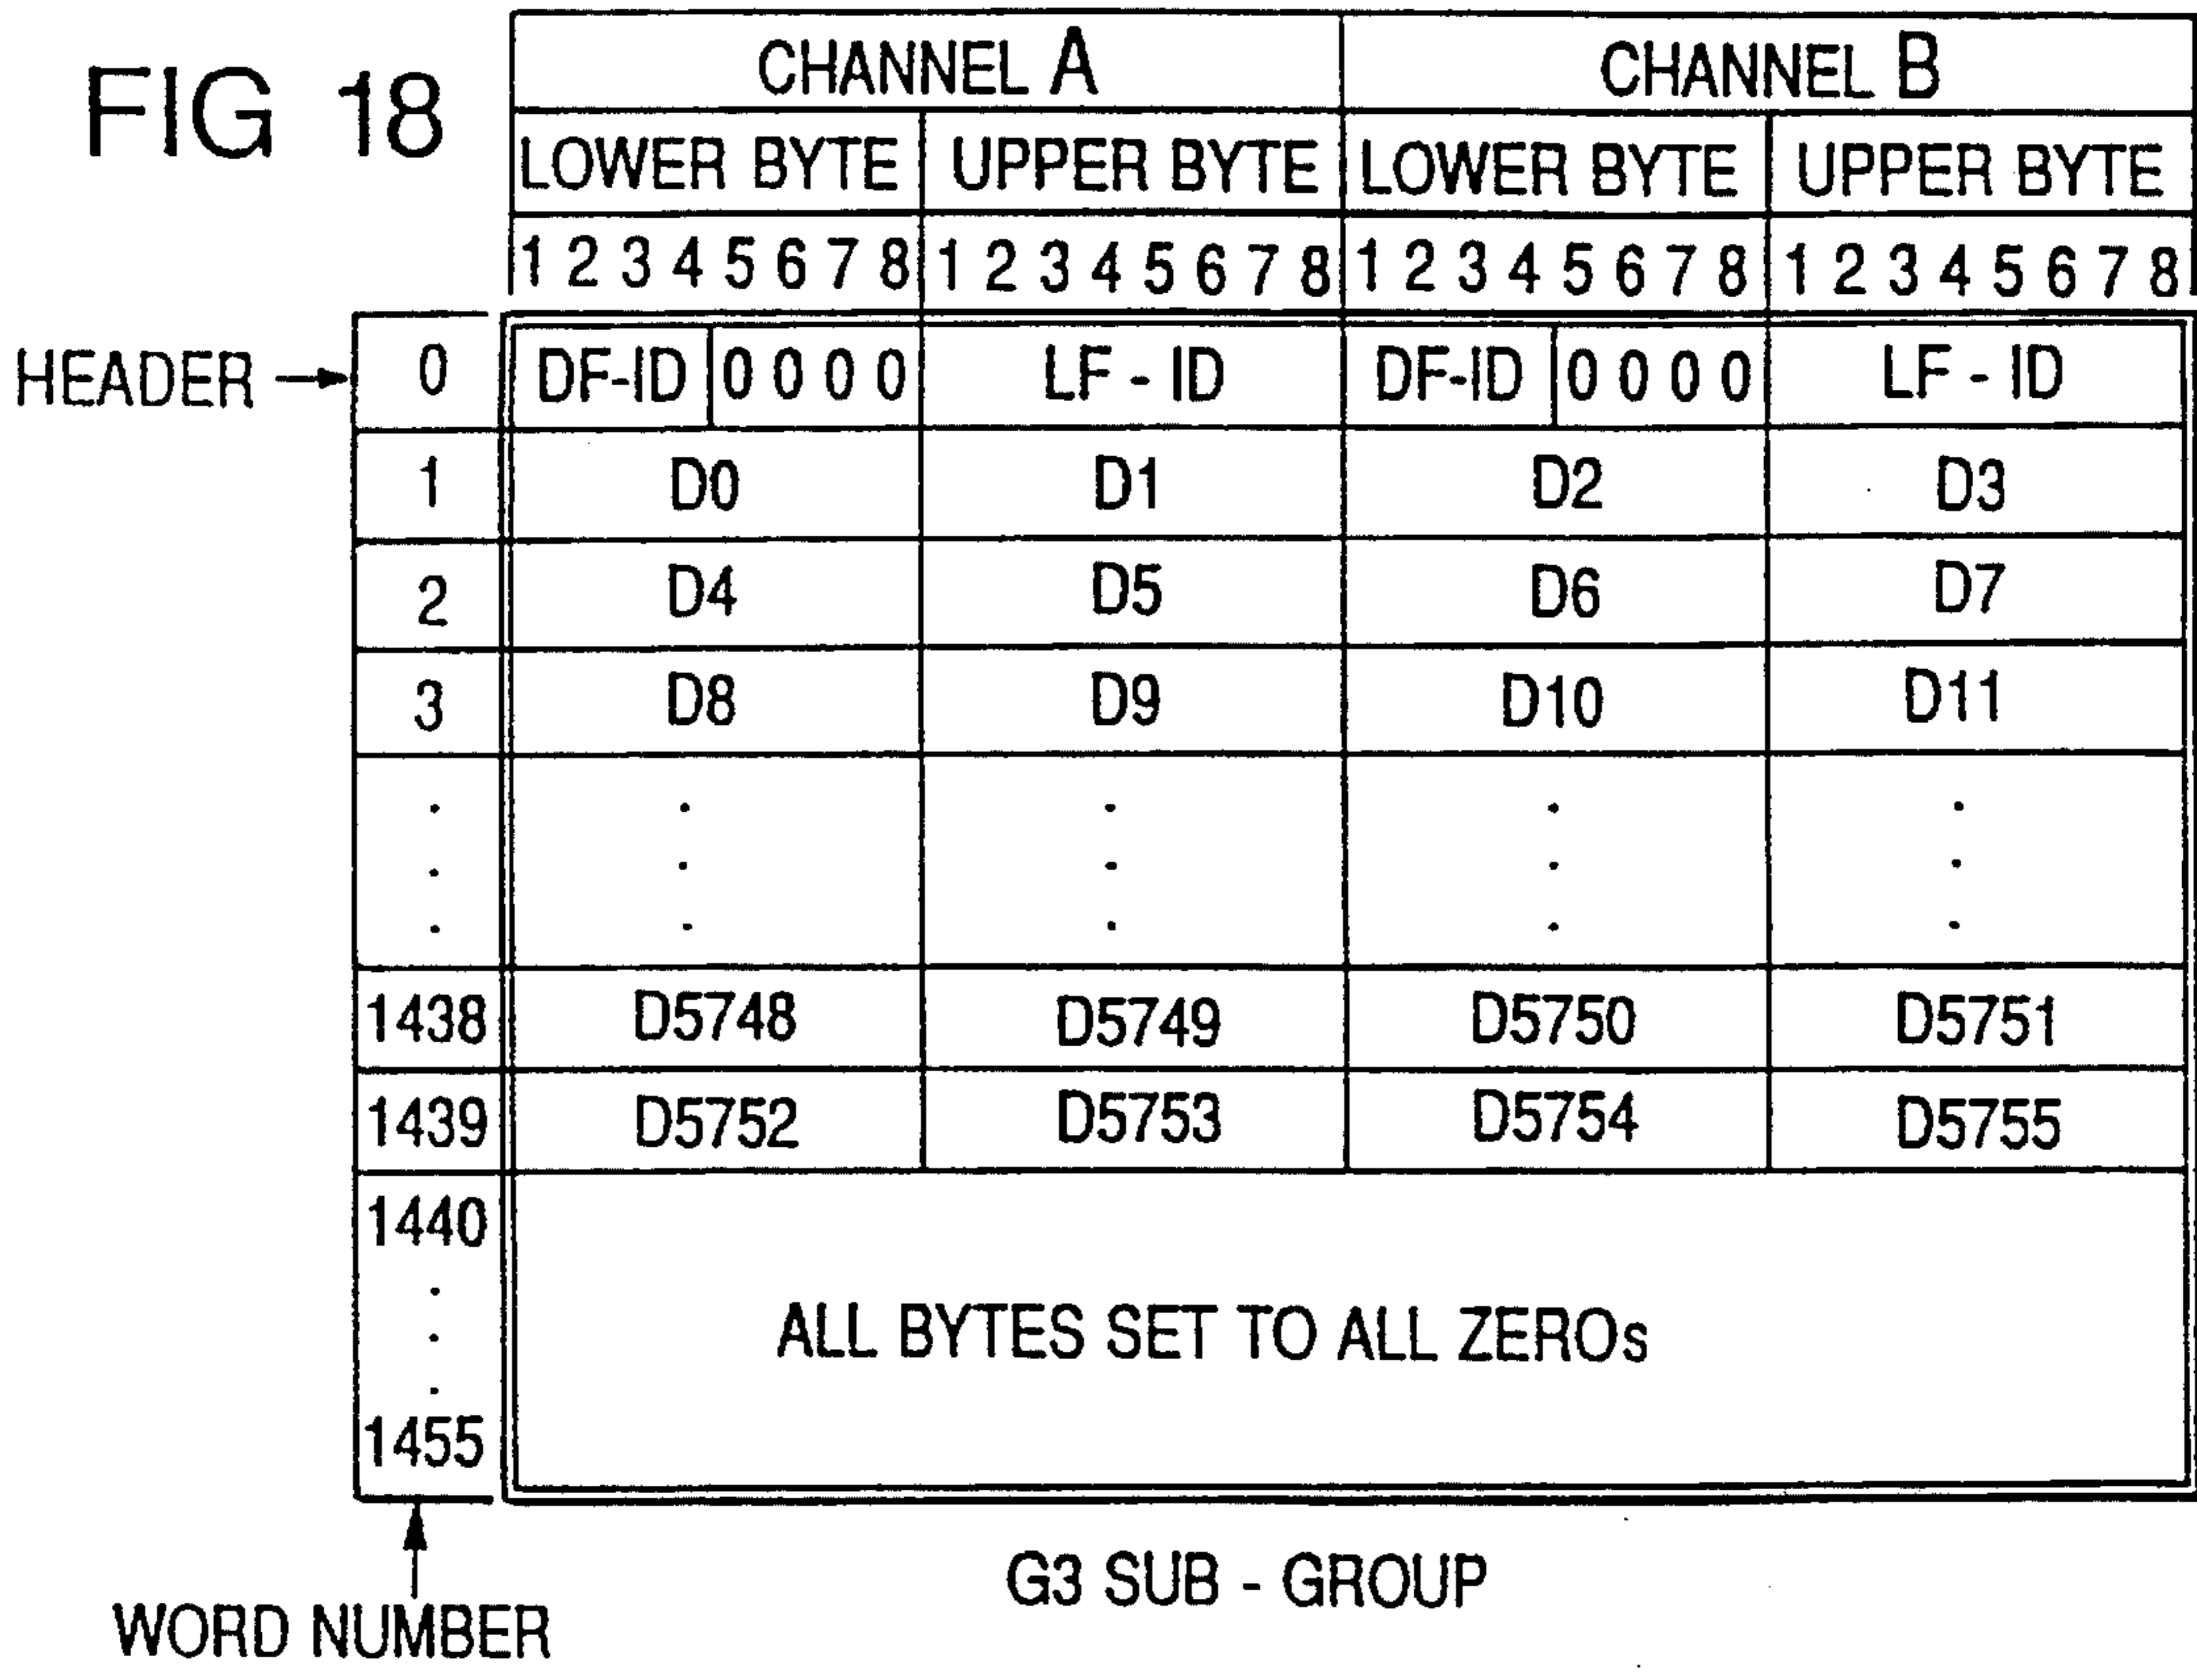 FIG 18
CHANNEL A CHANNEL B
LOWER BYTE UPPER BYTE LOWER BYTE UPPER BYTE
1 2 3 4 5 6 7 8 1 2 3 4 5 6 7 8 1 2 3 4 5 6 7 8 1 2 3 4 5 6 7 8
HEADER 0 DF-ID 0 0 0 0 LF - ID DF-ID 0 0 0 0 LF - ID
1 D0 D1 D2 D3
2 D4 D5 D6 D7
3 D8 D9 D10 D11
. . . . .
. . . . .
. . . . .
1438 D5748 D5749 D5750 D5751
1439 D5752 D5753 D5754 D5755
1440
.
. ALL BYTES SET TO ALL ZEROs
.
1455
G3 SUB - GROUP
WORD NUMBER